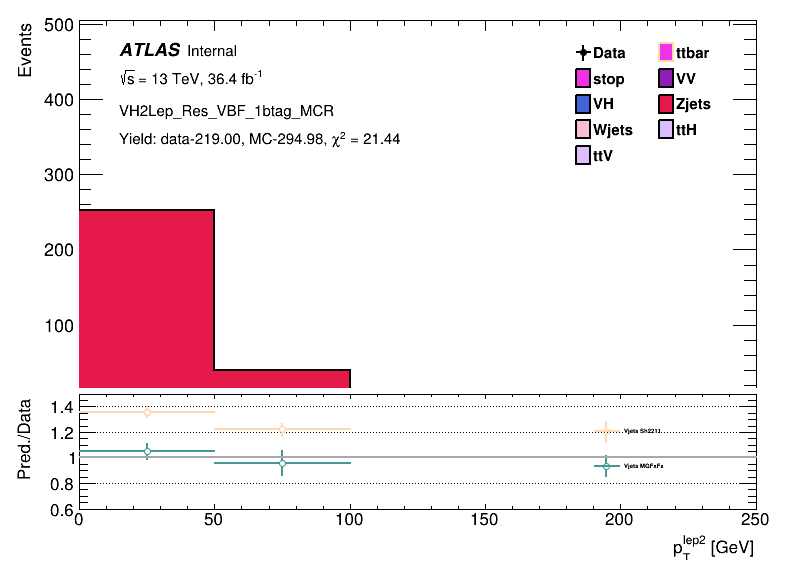 Events
500
400
300
200
100
ATLAS Internal
√s = 13 TeV, 36.4 fb⁻¹
VH2Lep_Res_VBF_1btag_MCR
Yield: data-219.00, MC-294.98, χ² = 21.44
Data
ttbar
stop
VV
VH
Zjets
Wjets
ttH
ttV
Pred./Data
1.4
1.2
1
0.8
0.6
Vjets Sh2211
Vjets MGFxFx
0 50 100 150 200 250
p_T^lep2 [GeV]